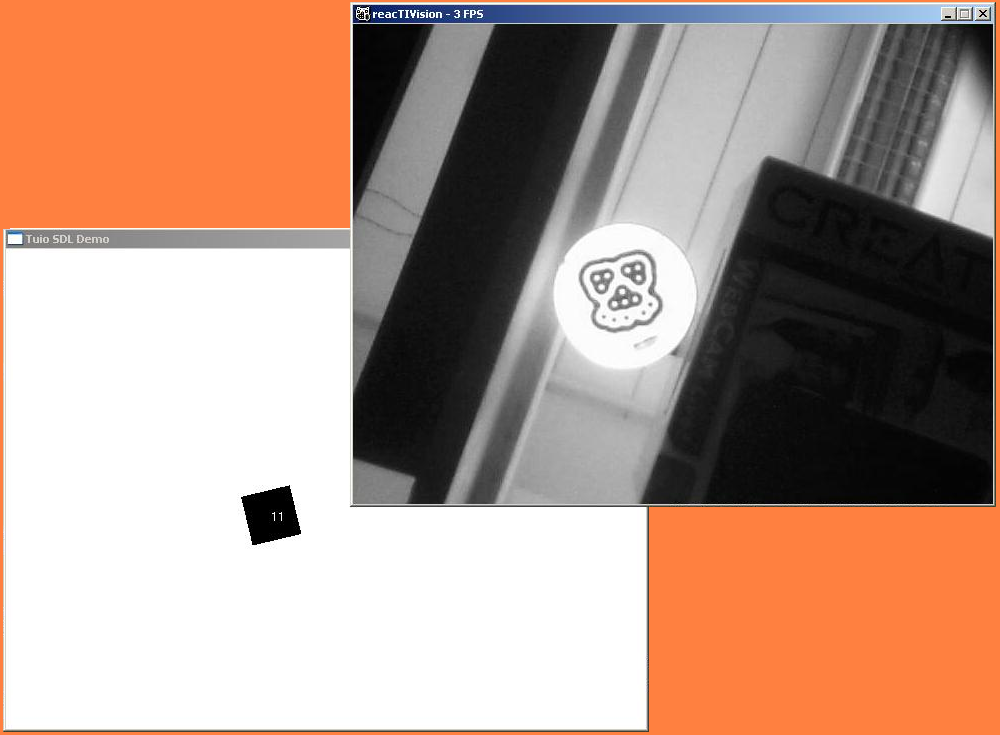 reacTIVision - 3 FPS
Tuio SDL Demo
CREAT
WEBCAM
11